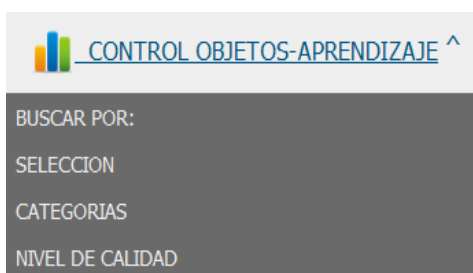 CONTROL OBJETOS-APRENDIZAJE ^
BUSCAR POR:
SELECCION
CATEGORIAS
NIVEL DE CALIDAD